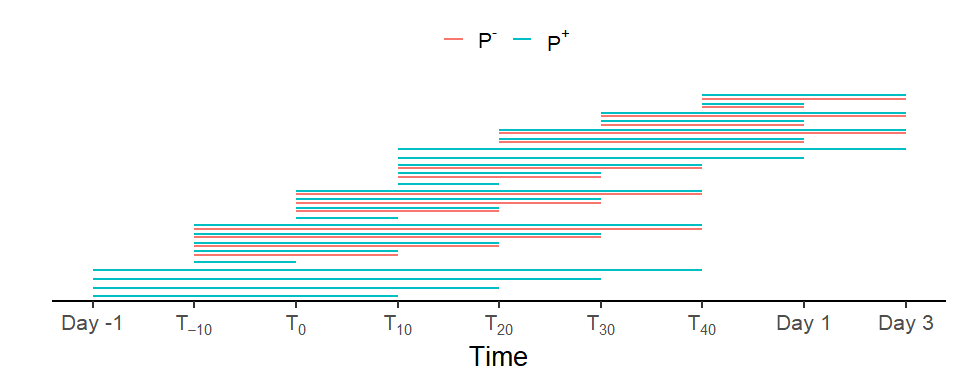 P⁻ P⁺
Day -1 T₋₁₀ T₀ T₁₀ T₂₀ T₃₀ T₄₀ Day 1 Day 3
Time